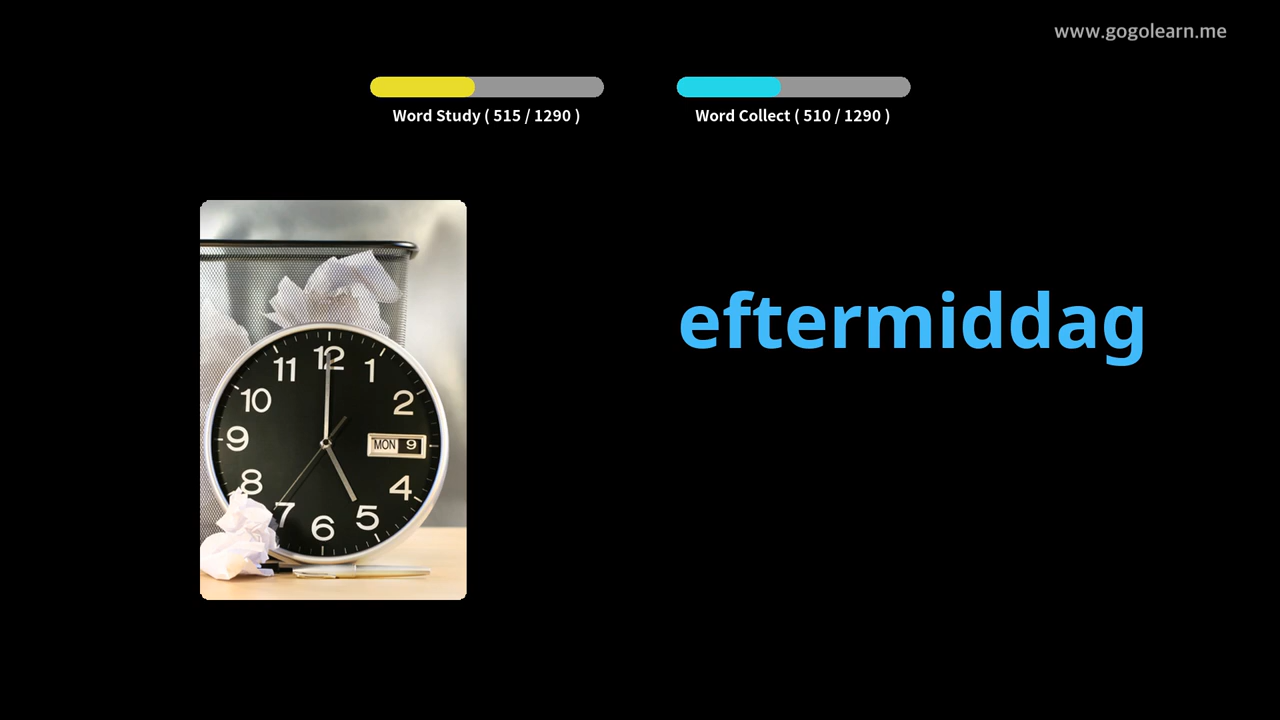 www.gogolearn.me
Word Study ( 515 / 1290 )
Word Collect ( 510 / 1290 )
eftermiddag
12
11
1
10
2
9
MON 9
8
4
7
5
6